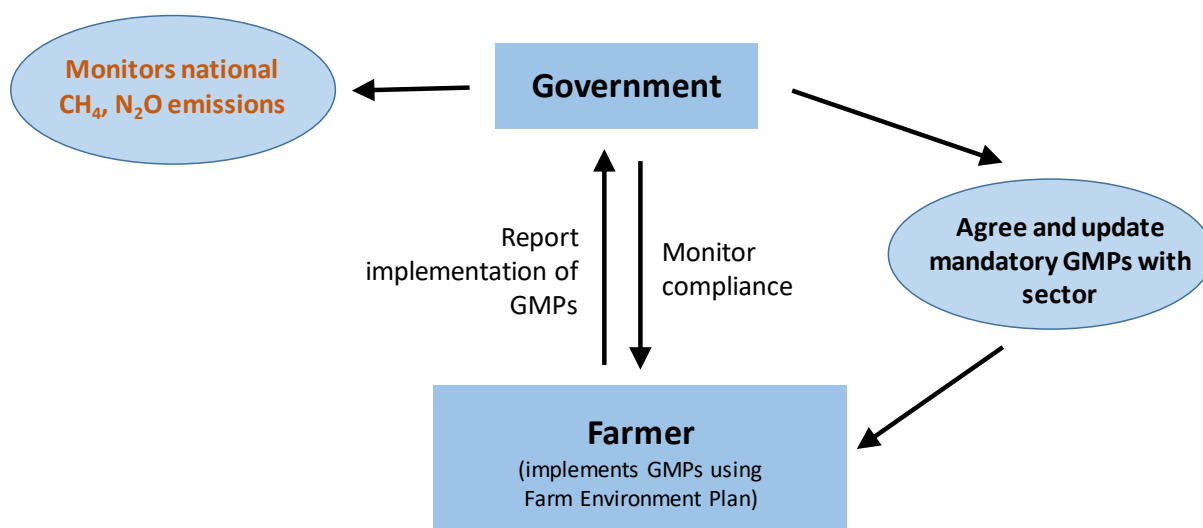 Monitors national
CH₄, N₂O emissions
Government
Report
implementation of
GMPs
Monitor
compliance
Agree and update
mandatory GMPs with
sector
Farmer
(implements GMPs using
Farm Environment Plan)